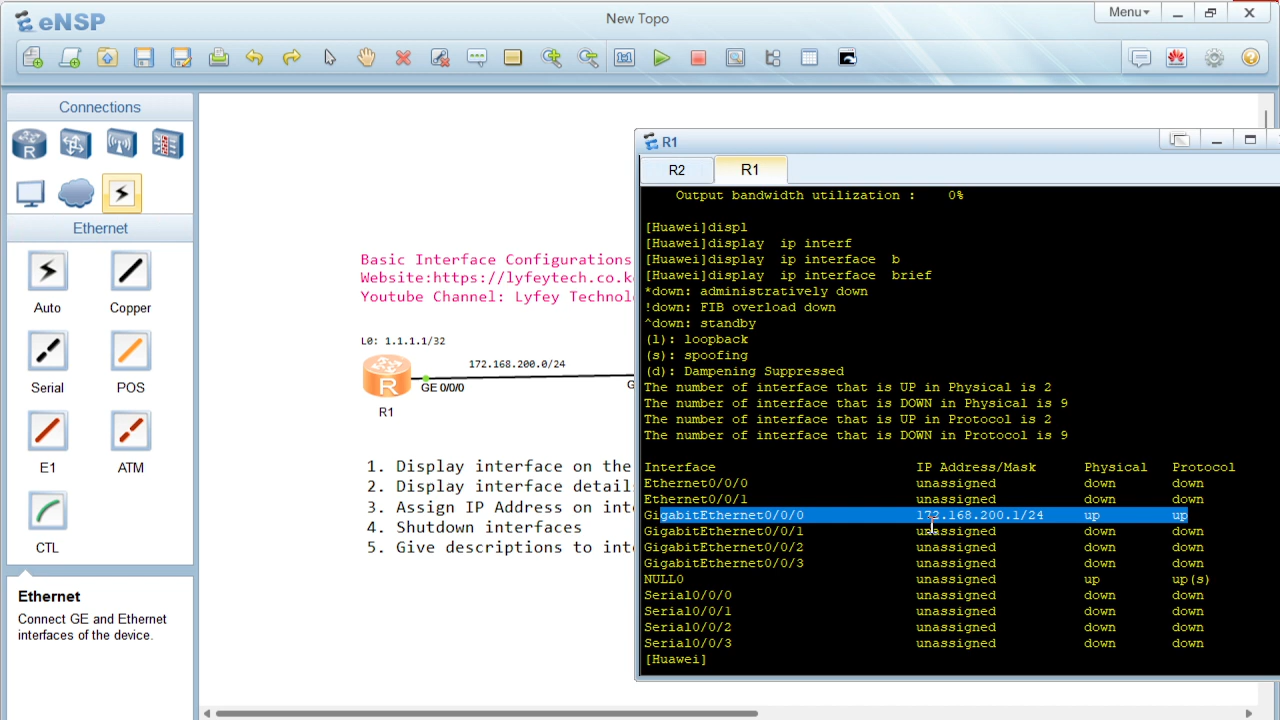 eNSP
New Topo
Menu
Connections
R
Ethernet
Auto
Copper
Serial
POS
E1
ATM
CTL
Ethernet
Connect GE and Ethernet
interfaces of the device.
Basic Interface Configurations
Website:https://lyfeytech.co.k
Youtube Channel: Lyfey Technol
L0: 1.1.1.1/32
172.168.200.0/24
R
GE 0/0/0
G
R1
1. Display interface on the
2. Display interface detail
3. Assign IP Address on int
4. Shutdown interfaces
5. Give descriptions to int
R1
R2
R1
Output bandwidth utilization : 0%
[Huawei]displ
[Huawei]display ip interf
[Huawei]display ip interface b
[Huawei]display ip interface brief
*down: administratively down
!down: FIB overload down
^down: standby
(l): loopback
(s): spoofing
(d): Dampening Suppressed
The number of interface that is UP in Physical is 2
The number of interface that is DOWN in Physical is 9
The number of interface that is UP in Protocol is 2
The number of interface that is DOWN in Protocol is 9
Interface IP Address/Mask Physical Protocol
Ethernet0/0/0 unassigned down down
Ethernet0/0/1 unassigned down down
GigabitEthernet0/0/0 172.168.200.1/24 up up
GigabitEthernet0/0/1 unassigned down down
GigabitEthernet0/0/2 unassigned down down
GigabitEthernet0/0/3 unassigned down down
NULL0 unassigned up up(s)
Serial0/0/0 unassigned down down
Serial0/0/1 unassigned down down
Serial0/0/2 unassigned down down
Serial0/0/3 unassigned down down
[Huawei]